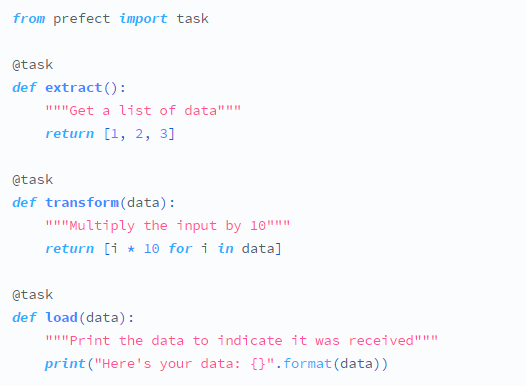 from prefect import task
@task
def extract():
"""Get a list of data"""
return [1, 2, 3]
@task
def transform(data):
"""Multiply the input by 10"""
return [i * 10 for i in data]
@task
def load(data):
"""Print the data to indicate it was received"""
print("Here's your data: {}".format(data))